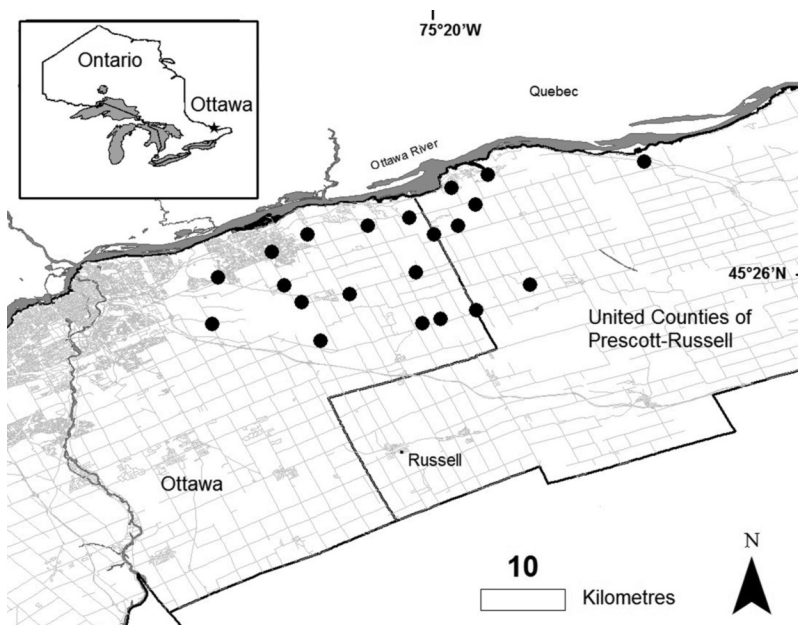 75°20'W
Ontario
Ottawa
Quebec
Ottawa River
45°26'N
United Counties of
Prescott-Russell
Russell
Ottawa
N
10
Kilometres